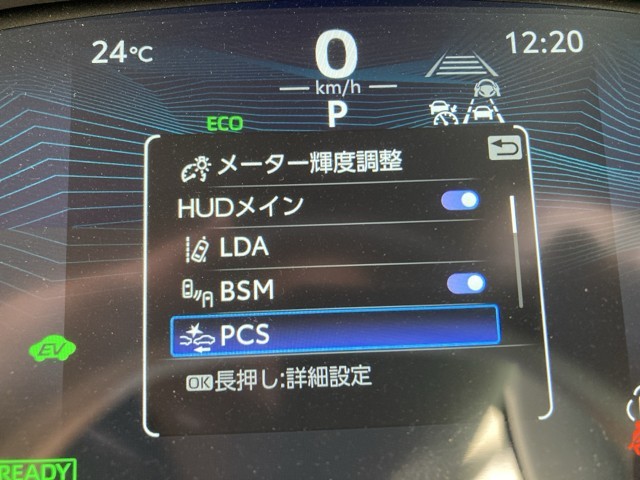 24℃
0
12:20
km/h
P
ECO
メーター輝度調整
HUDメイン
LDA
BSM
PCS
OK長押し:詳細設定
EV
READY